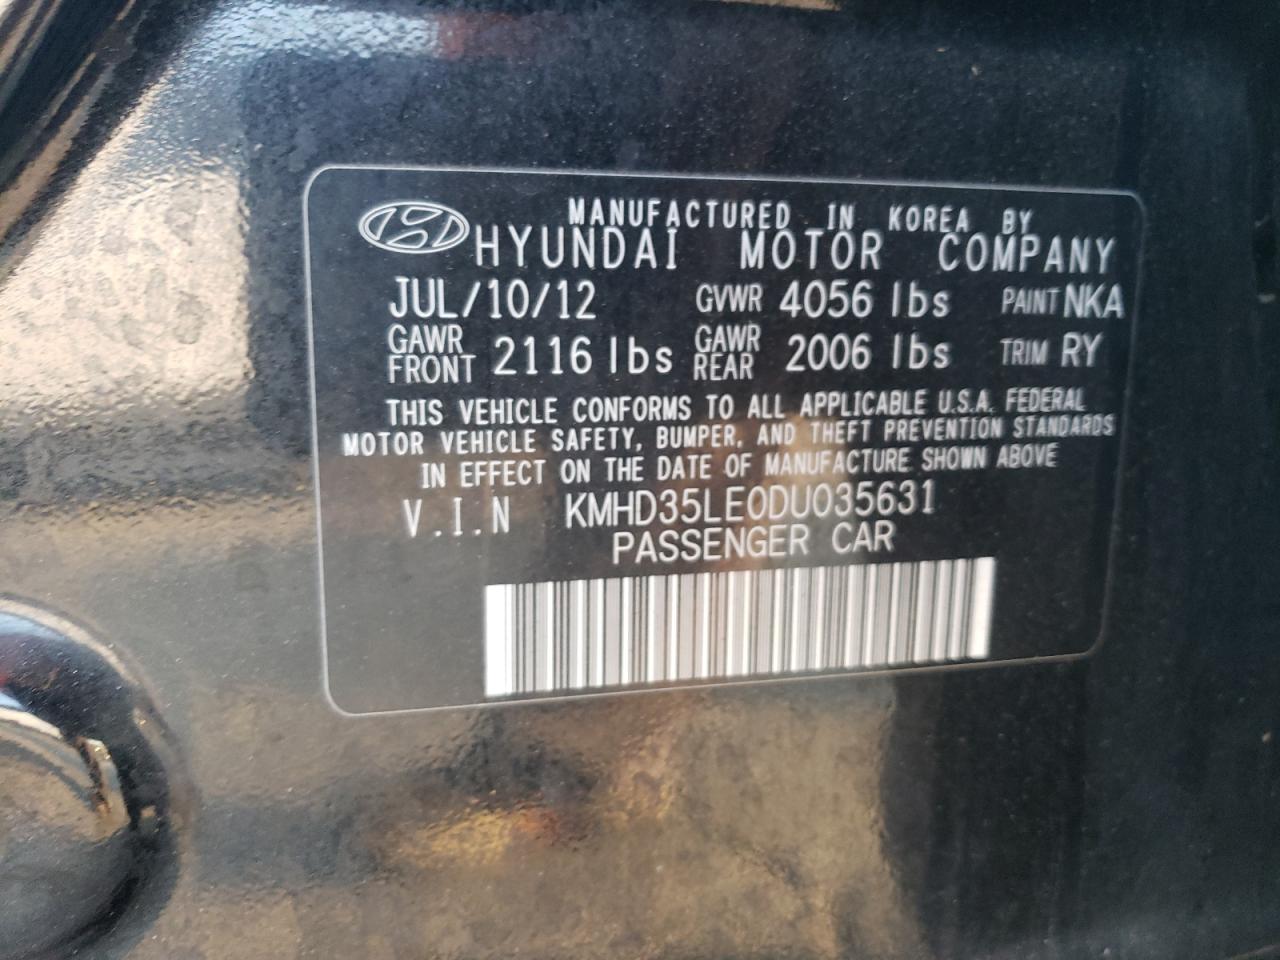 MANUFACTURED IN KOREA BY
HYUNDAI MOTOR COMPANY
JUL/10/12 GVWR 4056 lbs PAINT NKA
GAWR FRONT 2116 lbs GAWR REAR 2006 lbs TRIM RY
THIS VEHICLE CONFORMS TO ALL APPLICABLE U.S.A. FEDERAL
MOTOR VEHICLE SAFETY, BUMPER, AND THEFT PREVENTION STANDARDS
IN EFFECT ON THE DATE OF MANUFACTURE SHOWN ABOVE
V.I.N KMHD35LE0DU035631
PASSENGER CAR